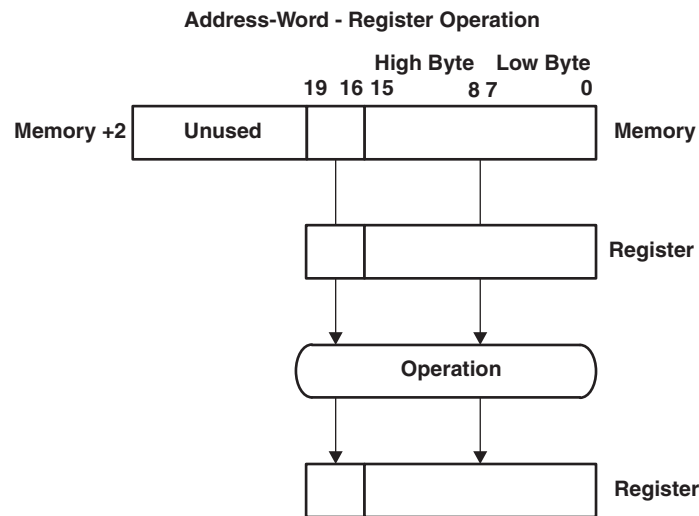 Address-Word - Register Operation
High Byte Low Byte
19 16 15 8 7 0
Memory +2 Unused Memory
Register
Operation
Register